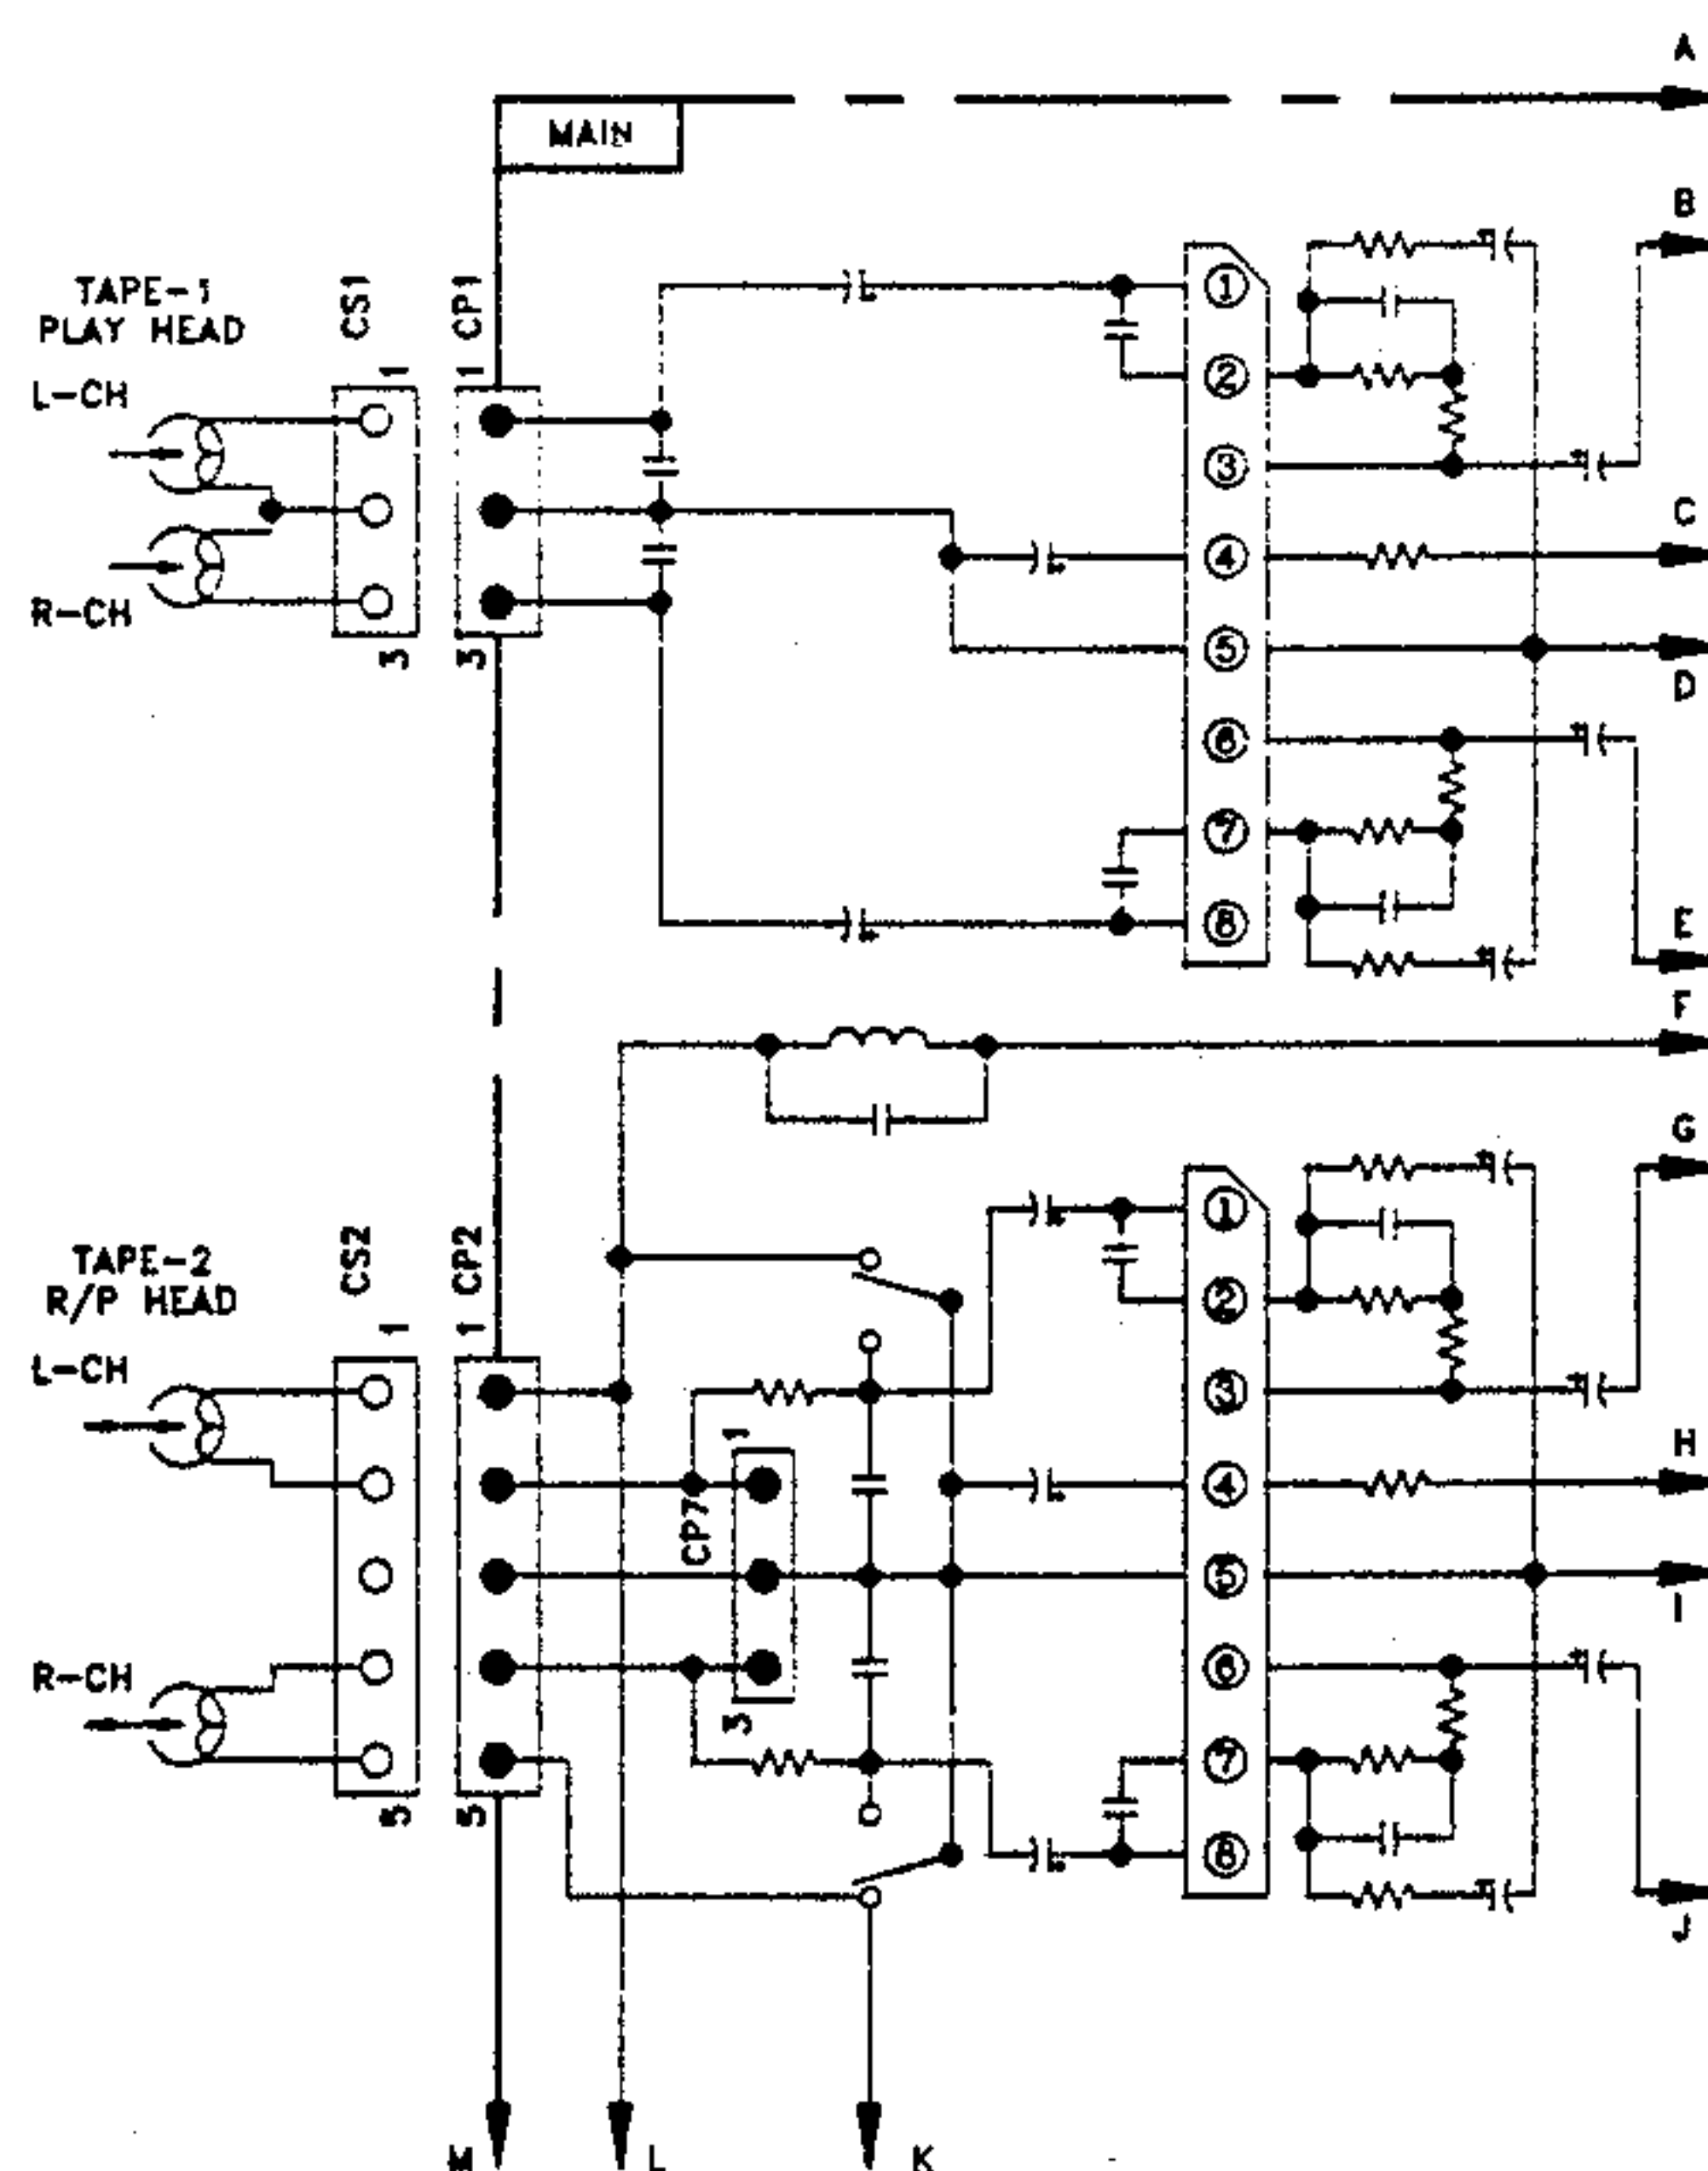 A
MAIN
B
TAPE-1
PLAY HEAD
CS1
CP1
1
1
L-CH
R-CH
3
3
①
②
③
④
⑤
⑥
⑦
⑧
C
D
E
F
G
TAPE-2
R/P HEAD
CS2
CP2
1
1
L-CH
R-CH
5
5
CP7
1
3
①
②
③
④
⑤
⑥
⑦
⑧
H
I
J
M
L
K